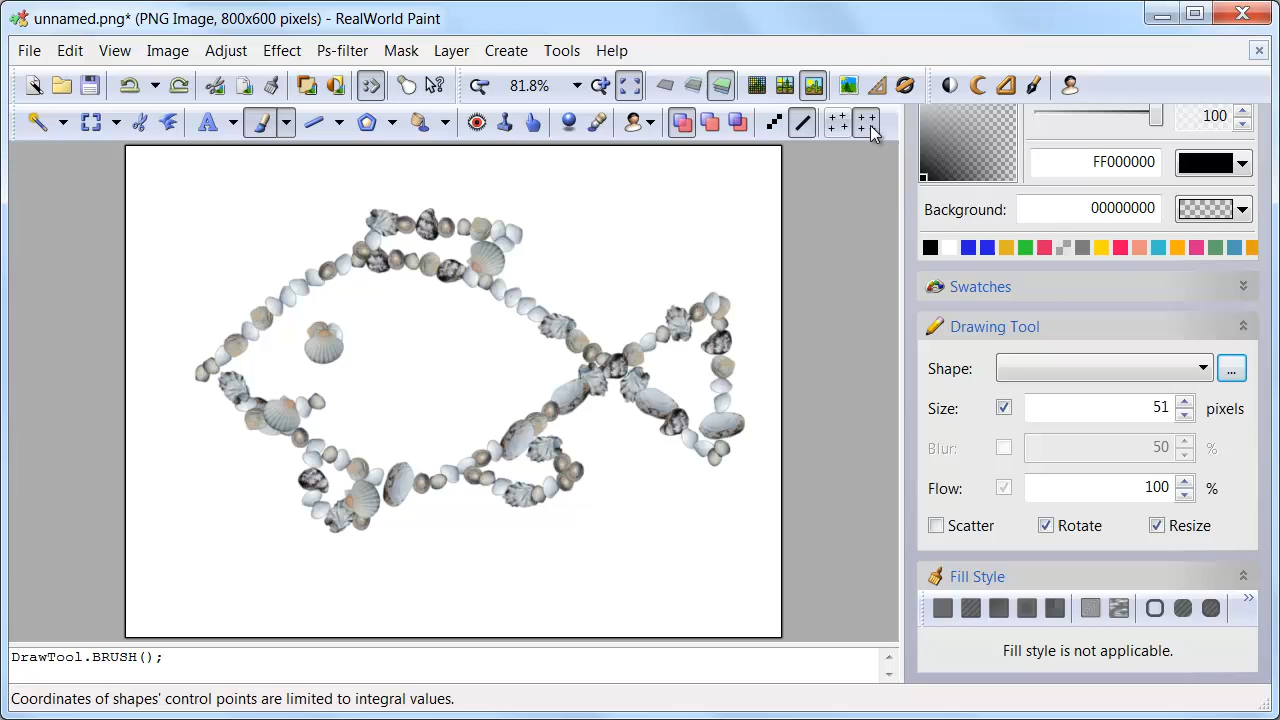 unnamed.png* (PNG Image, 800x600 pixels) - RealWorld Paint
File Edit View Image Adjust Effect Ps-filter Mask Layer Create Tools Help
81.8%
100
FF000000
Background: 00000000
Swatches
Drawing Tool
Shape: ...
Size: 51 pixels
Blur: 50 %
Flow: 100 %
Scatter Rotate Resize
Fill Style
Fill style is not applicable.
DrawTool.BRUSH();
Coordinates of shapes' control points are limited to integral values.